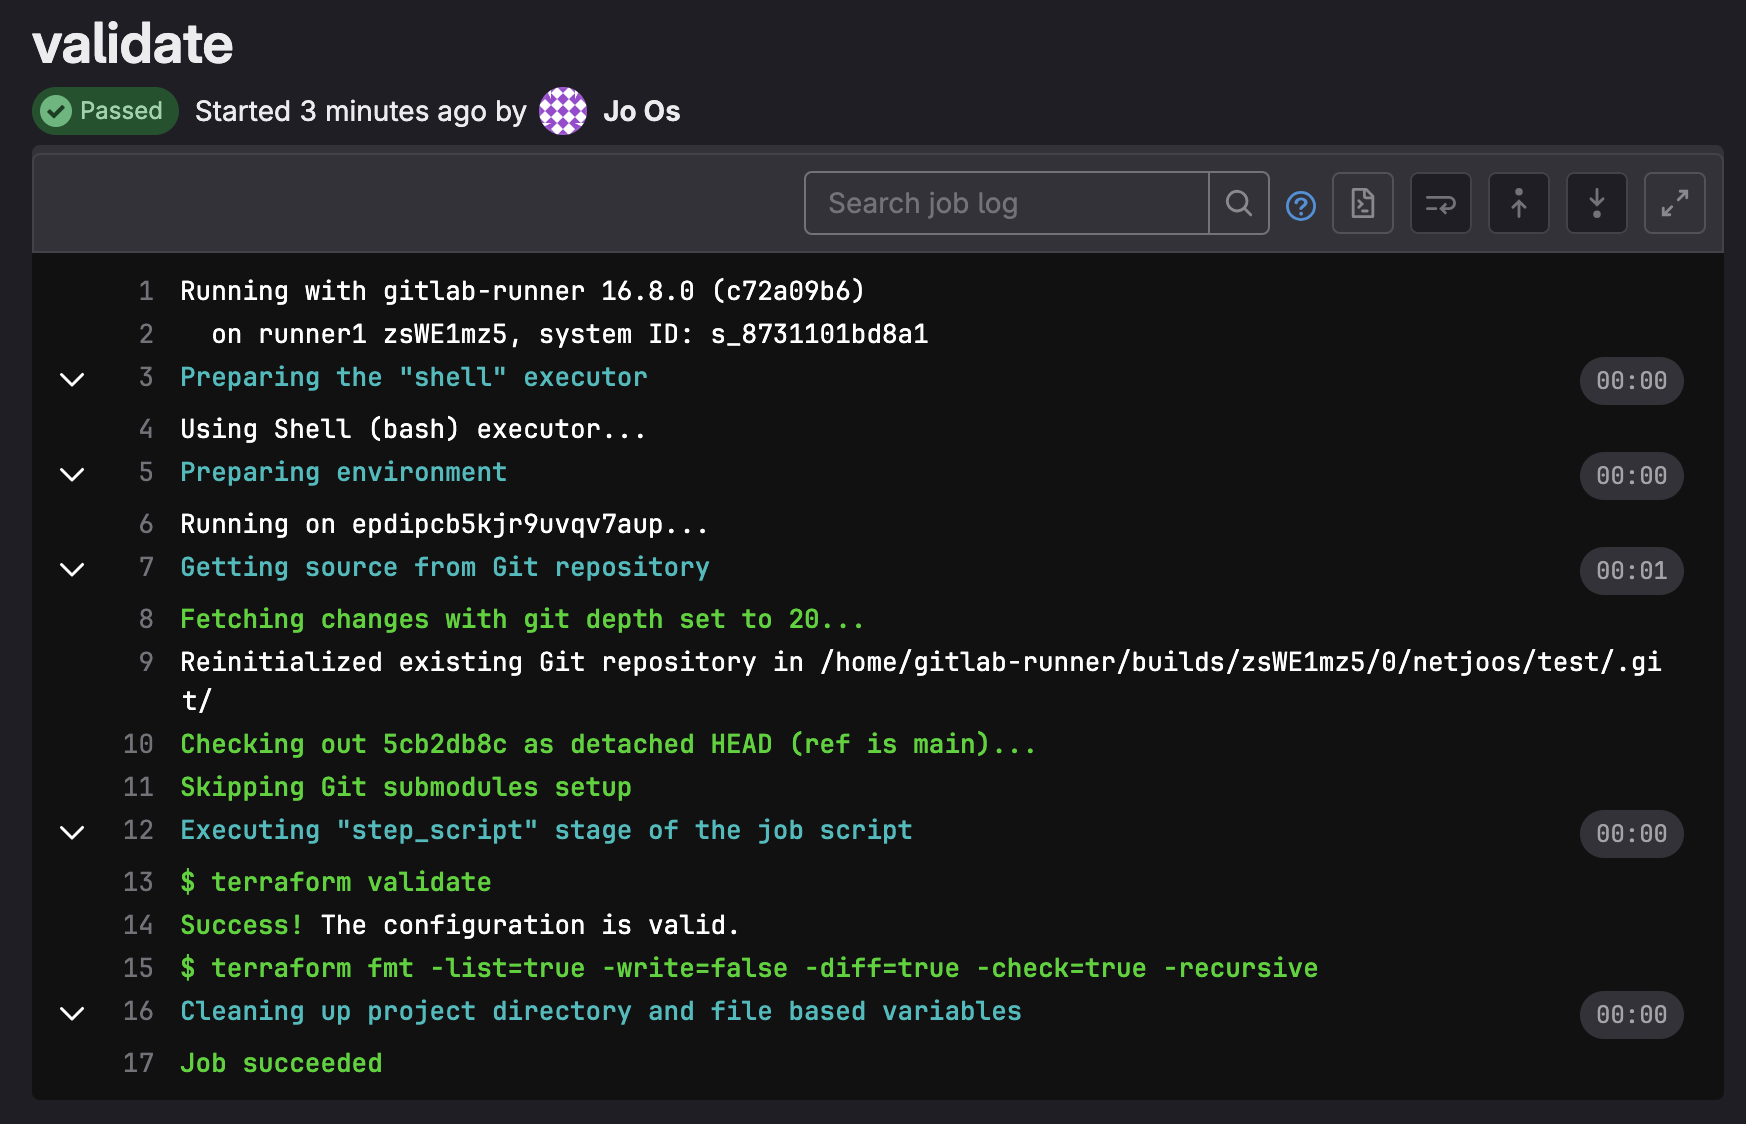 validate
Passed Started 3 minutes ago by Jo Os
Search job log
1 Running with gitlab-runner 16.8.0 (c72a09b6)
2 on runner1 zsWE1mz5, system ID: s_8731101bd8a1
3 Preparing the "shell" executor 00:00
4 Using Shell (bash) executor...
5 Preparing environment 00:00
6 Running on epdipcb5kjr9uvqv7aup...
7 Getting source from Git repository 00:01
8 Fetching changes with git depth set to 20...
9 Reinitialized existing Git repository in /home/gitlab-runner/builds/zsWE1mz5/0/netjoos/test/.gi
t/
10 Checking out 5cb2db8c as detached HEAD (ref is main)...
11 Skipping Git submodules setup
12 Executing "step_script" stage of the job script 00:00
13 $ terraform validate
14 Success! The configuration is valid.
15 $ terraform fmt -list=true -write=false -diff=true -check=true -recursive
16 Cleaning up project directory and file based variables 00:00
17 Job succeeded